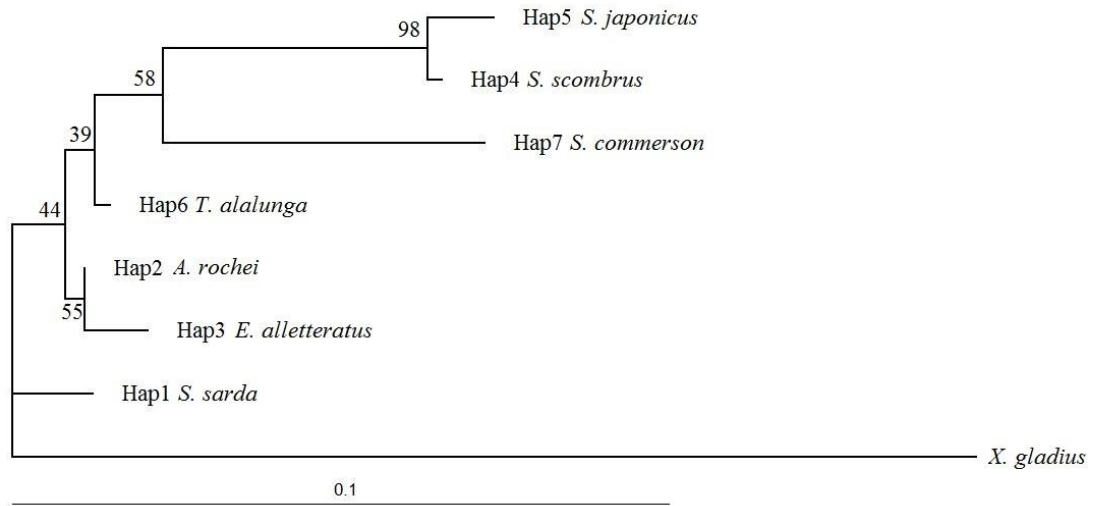 98
Hap5 S. japonicus
Hap4 S. scombrus
58
Hap7 S. commerson
39
Hap6 T. alalunga
44
Hap2 A. rochei
55
Hap3 E. alletteratus
Hap1 S. sarda
X. gladius
0.1